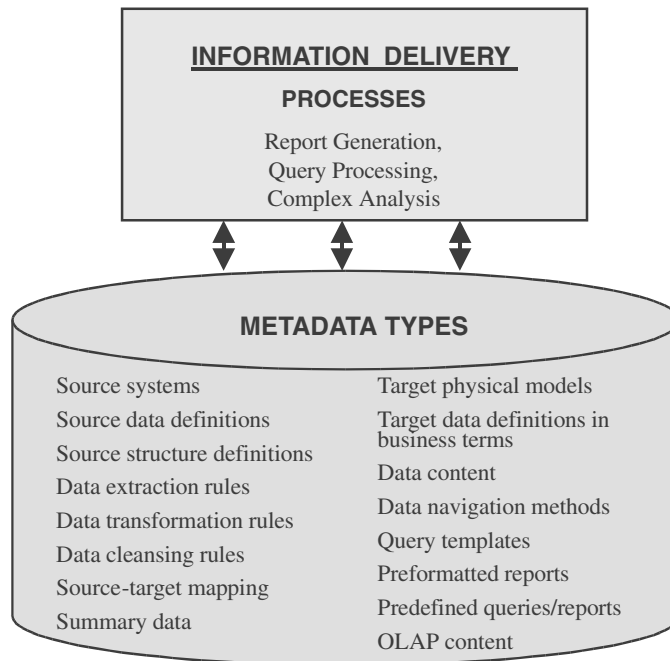 INFORMATION DELIVERY
PROCESSES
Report Generation,
Query Processing,
Complex Analysis
METADATA TYPES
Source systems
Source data definitions
Source structure definitions
Data extraction rules
Data transformation rules
Data cleansing rules
Source-target mapping
Summary data
Target physical models
Target data definitions in
business terms
Data content
Data navigation methods
Query templates
Preformatted reports
Predefined queries/reports
OLAP content